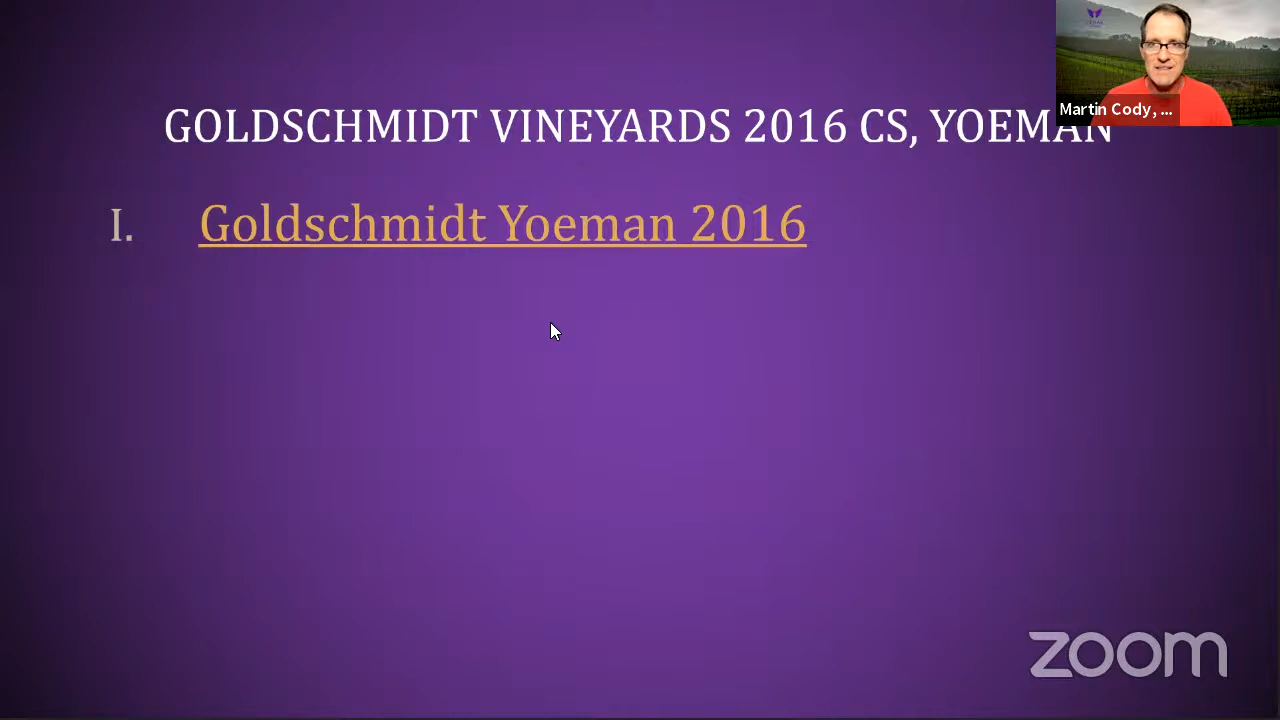 GOLDSCHMIDT VINEYARDS 2016 CS, YOEMAN
Martin Cody, ...
I. Goldschmidt Yoeman 2016
zoom